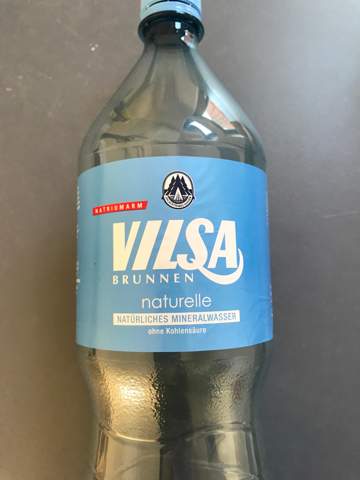 NATRIUMARM
VILSA
BRUNNEN
naturelle
NATÜRLICHES MINERALWASSER
ohne Kohlensäure